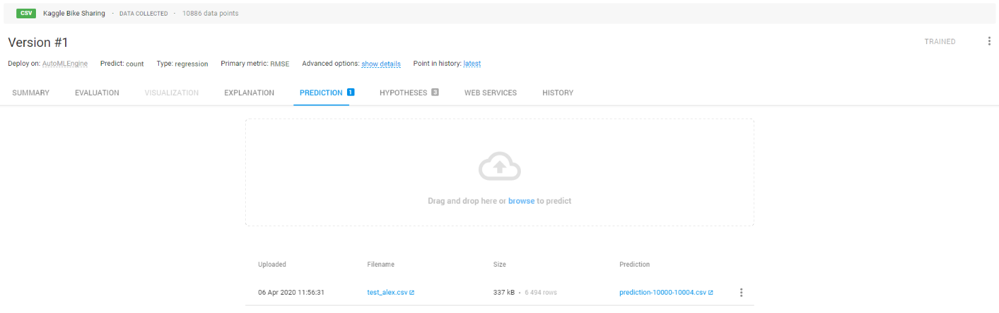 CSV Kaggle Bike Sharing · DATA COLLECTED · 10886 data points
Version #1 TRAINED
Deploy on: AutoMLEngine Predict: count Type: regression Primary metric: RMSE Advanced options: show details Point in history: latest
SUMMARY EVALUATION VISUALIZATION EXPLANATION PREDICTION 1 HYPOTHESES 3 WEB SERVICES HISTORY
Drag and drop here or browse to predict
Uploaded Filename Size Prediction
06 Apr 2020 11:56:31 test_alex.csv 337 kB • 6 494 rows prediction-10000-10004.csv